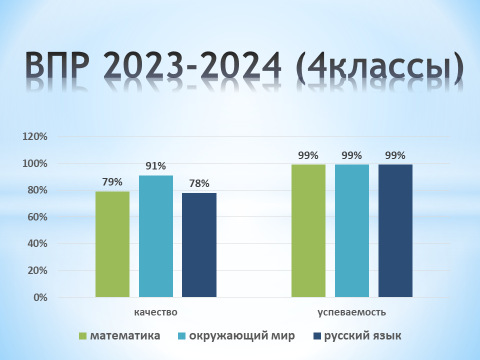 ВПР 2023-2024 (4классы)
120%
100%
80%
60%
40%
20%
0%
79%
91%
78%
99%
99%
99%
качество
успеваемость
математика
окружающий мир
русский язык